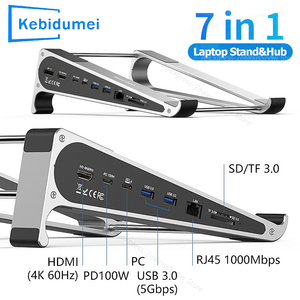 Kebidumei
7 in 1
Laptop Stand&Hub
SD/TF 3.0
HDMI
(4K 60Hz)
PD100W
PC
USB 3.0
(5Gbps)
RJ45 1000Mbps